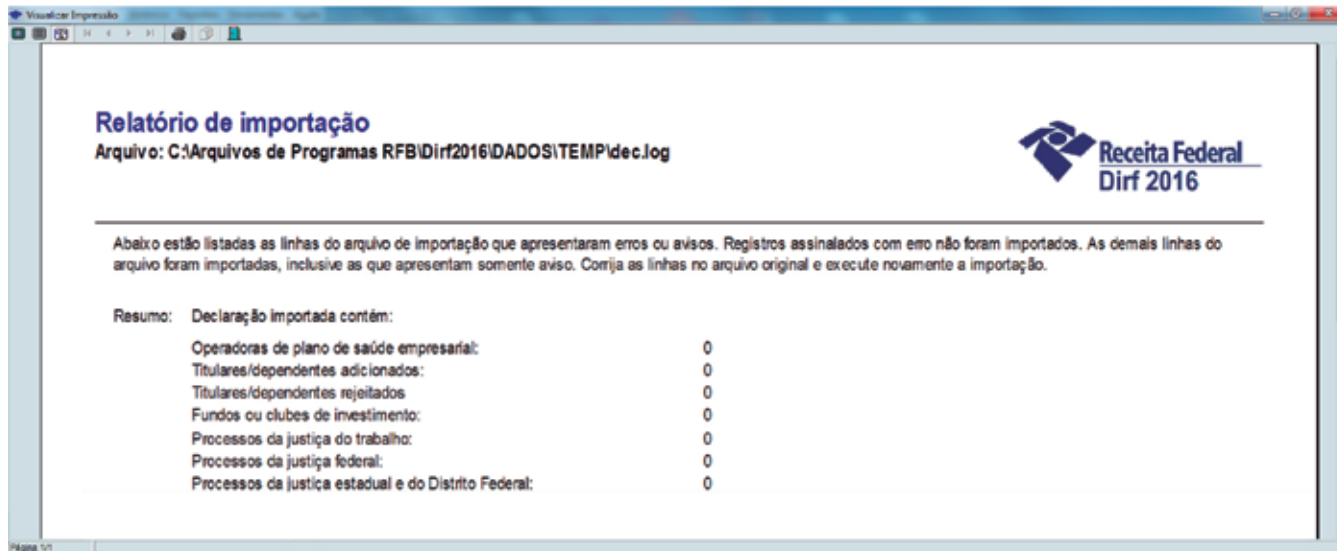 Visualizar Impressão
Relatório de importação
Arquivo: C:\Arquivos de Programas RFB\Dirf2016\DADOS\TEMP\dec.log
Receita Federal
Dirf 2016
Abaixo estão listadas as linhas do arquivo de importação que apresentaram erros ou avisos. Registros assinalados com erro não foram importados. As demais linhas do
arquivo foram importadas, inclusive as que apresentam somente aviso. Corrija as linhas no arquivo original e execute novamente a importação.
Resumo: Declaração importada contém:
Operadoras de plano de saúde empresarial: 0
Titulares/dependentes adicionados: 0
Titulares/dependentes rejeitados 0
Fundos ou clubes de investimento: 0
Processos da justiça do trabalho: 0
Processos da justiça federal: 0
Processos da justiça estadual e do Distrito Federal: 0
Página 1/1